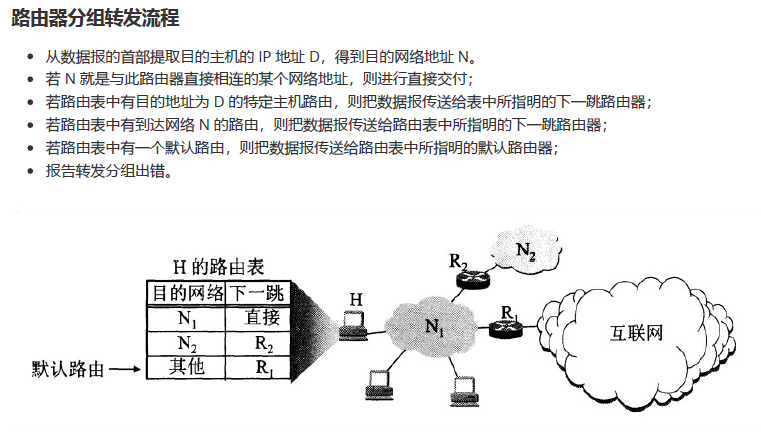 路由器分组转发流程
从数据报的首部提取目的主机的 IP 地址 D，得到目的网络地址 N。
若 N 就是与此路由器直接相连的某个网络地址，则进行直接交付；
若路由表中有目的地址为 D 的特定主机路由，则把数据报传送给表中所指明的下一跳路由器；
若路由表中有到达网络 N 的路由，则把数据报传送给路由表中所指明的下一跳路由器；
若路由表中有一个默认路由，则把数据报传送给路由表中所指明的默认路由器；
报告转发分组出错。
H 的路由表
目的网络 下一跳
N1 直接
N2 R2
默认路由 其他 R1
H
N1
R2
N2
R1
互联网